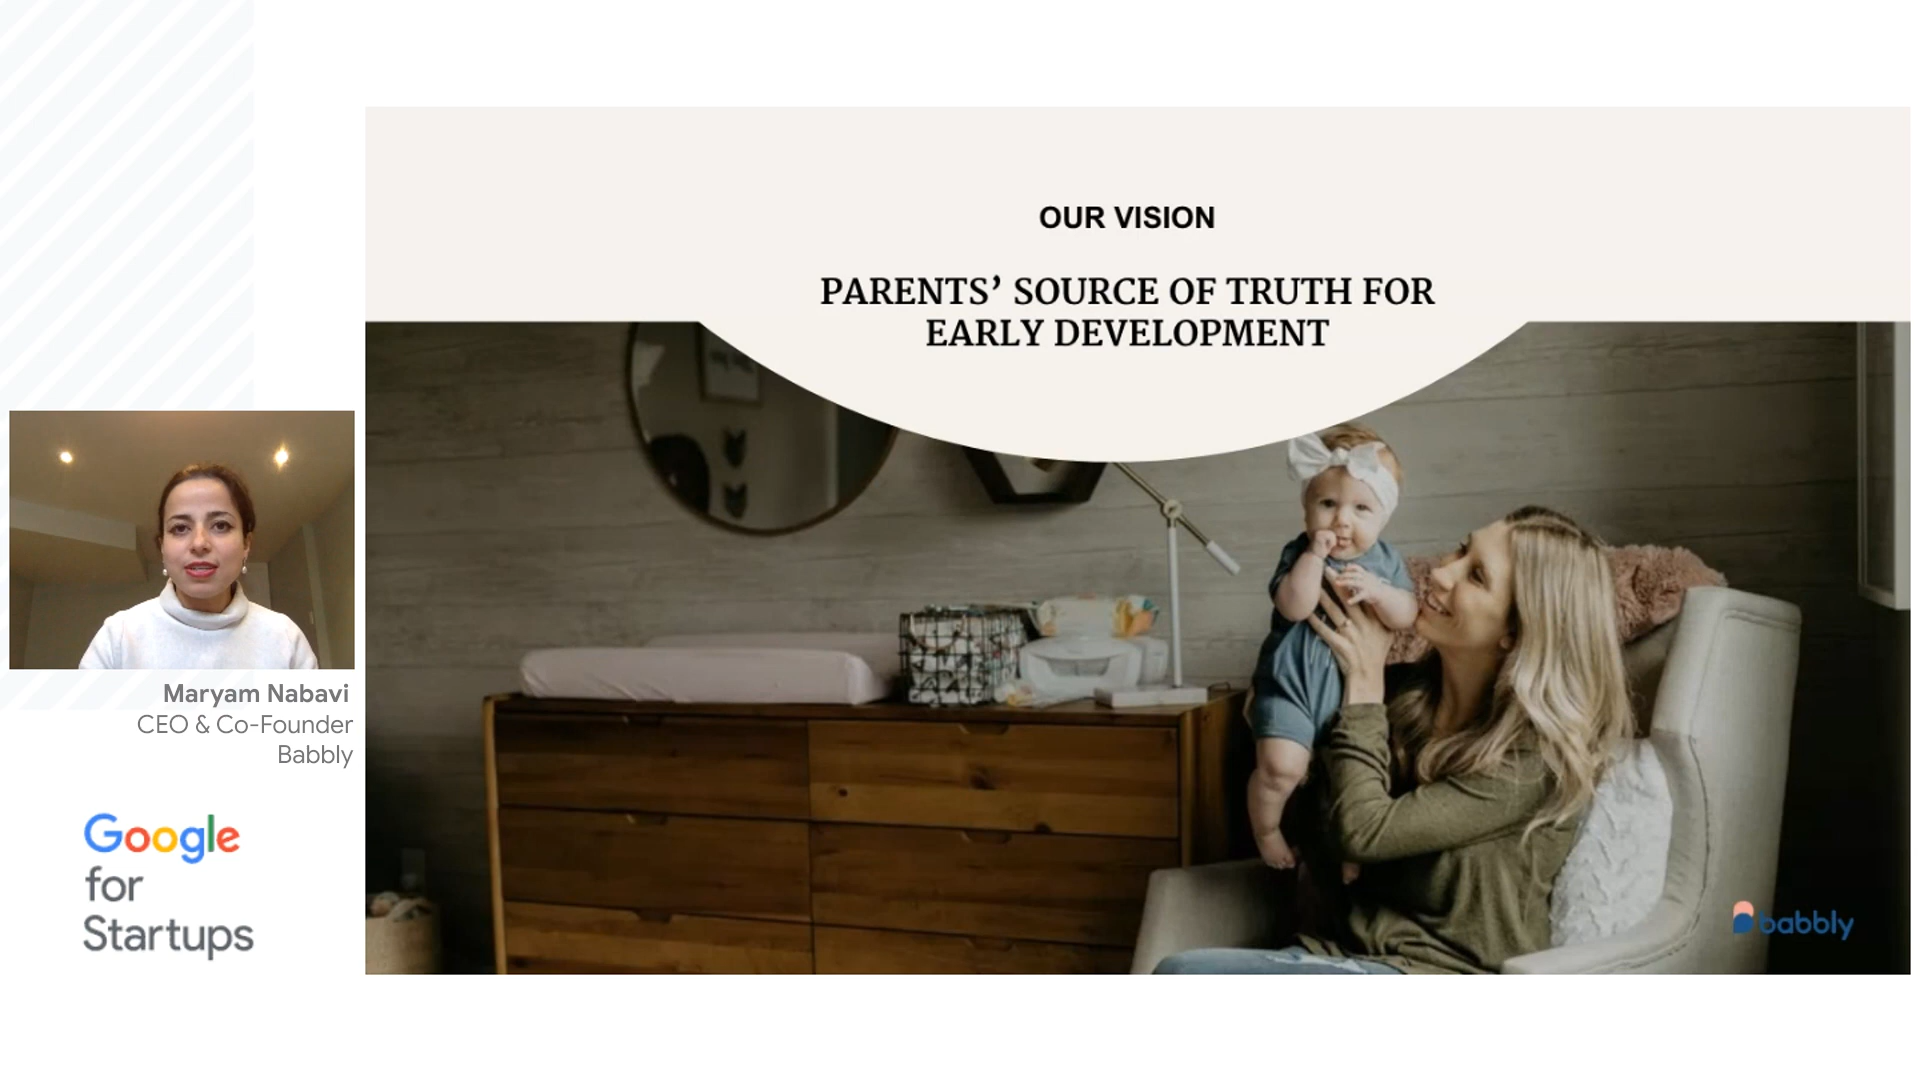 OUR VISION
PARENTS’ SOURCE OF TRUTH FOR
EARLY DEVELOPMENT
Maryam Nabavi
CEO & Co-Founder
Babbly
Google
for
Startups
babbly